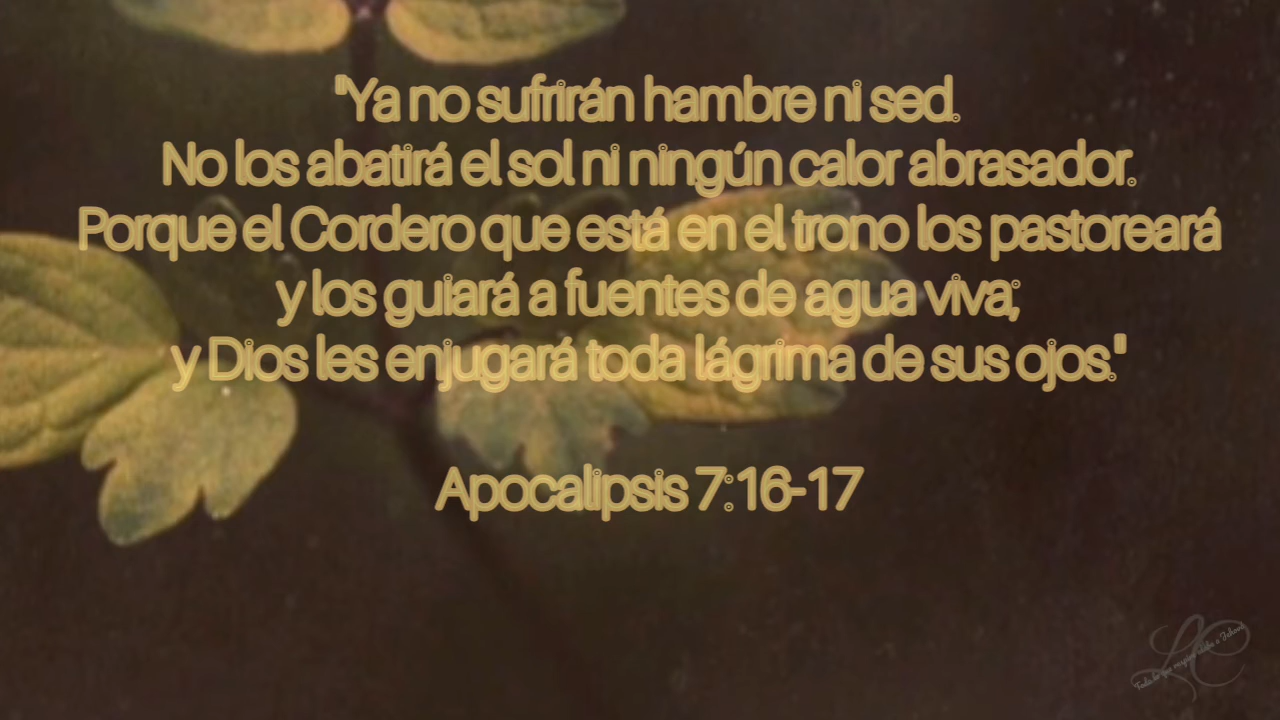 "Ya no sufrirán hambre ni sed.
No los abatirá el sol ni ningún calor abrasador.
Porque el Cordero que está en el trono los pastoreará
y los guiará a fuentes de agua viva;
y Dios les enjugará toda lágrima de sus ojos."
Apocalipsis 7:16-17